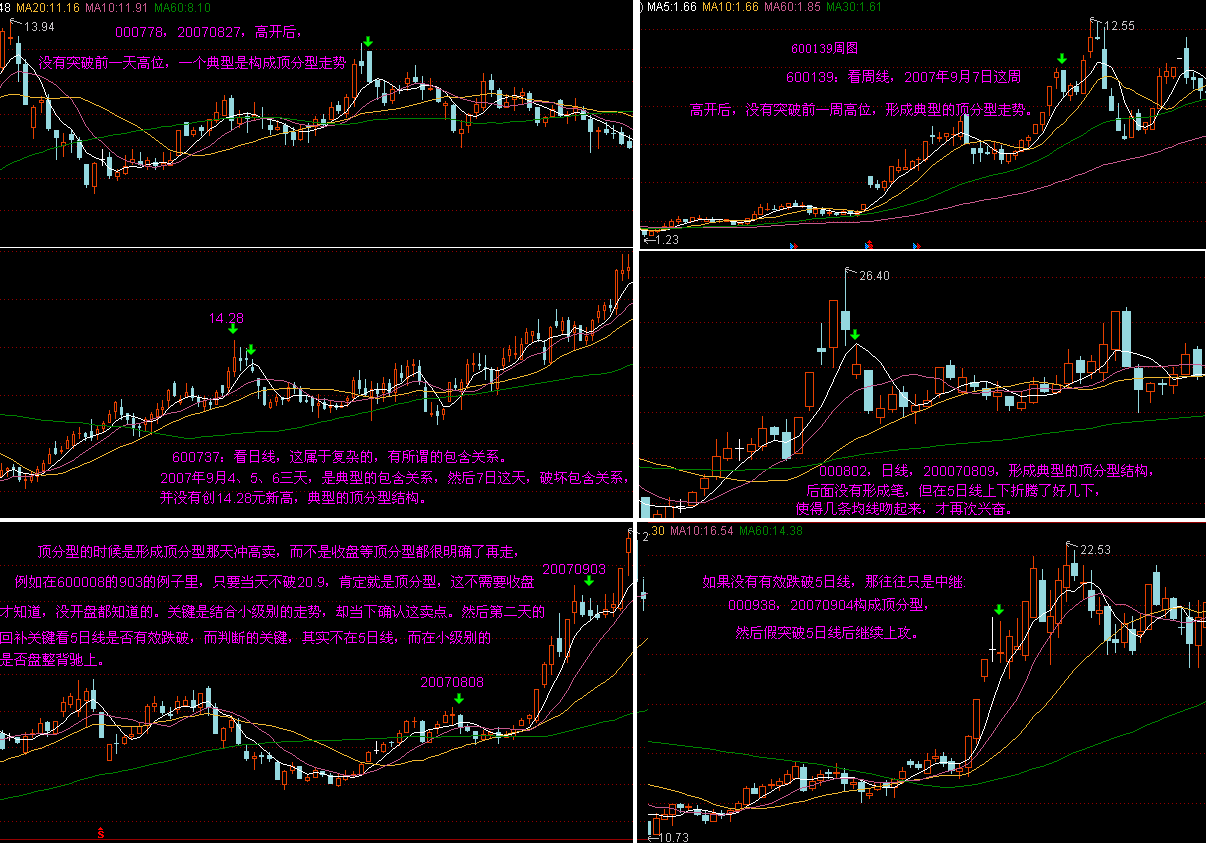 48 MA20:11.16 MA10:11.91 MA60:8.10
13.94
000778，20070827，高开后，
没有突破前一天高位，一个典型是构成顶分型走势
) MA5:1.66 MA10:1.66 MA60:1.85 MA30:1.61
12.55
600139周图
600139：看周线，2007年9月7日这周
高开后，没有突破前一周高位，形成典型的顶分型走势。
1.23
14.28
600737：看日线，这属于复杂的，有所谓的包含关系。
2007年9月4、5、6三天，是典型的包含关系，然后7日这天，破坏包含关系，
并没有创14.28元新高，典型的顶分型结构。
26.40
000802，日线，200070809，形成典型的顶分型结构，
后面没有形成笔，但在5日线上下折腾了好几下，
使得几条均线吻起来，才再次兴奋。
顶分型的时候是形成顶分型那天冲高卖，而不是收盘等顶分型都很明确了再走，
例如在600008的903的例子里，只要当天不破20.9，肯定就是顶分型，这不需要收盘
才知道，没开盘都知道的。关键是结合小级别的走势，却当下确认这卖点。然后第二天的
回补关键看5日线是否有效跌破，而判断的关键，其实不在5日线，而在小级别的
是否盘整背驰上。
20070903
20070808
2
ŝ
.30 MA10:16.54 MA60:14.38
22.53
如果没有有效跌破5日线，那往往只是中继
000938，20070904构成顶分型，
然后假突破5日线后继续上攻。
10.73